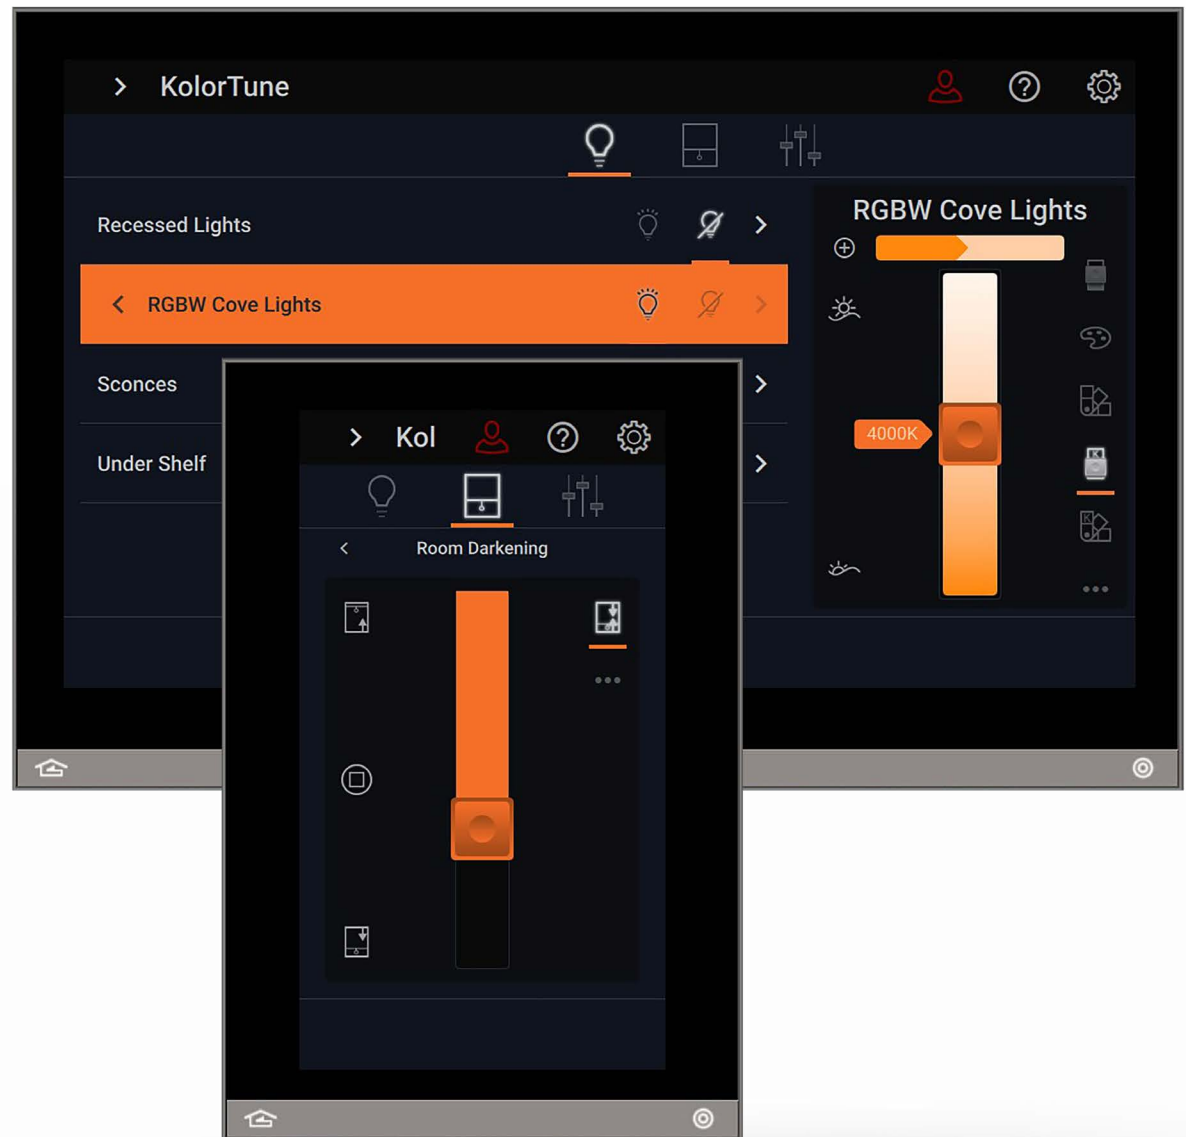 KolorTune
RGBW Cove Lights
Recessed Lights
RGBW Cove Lights
Sconces
Under Shelf
4000K
K
K
Kol
Room Darkening